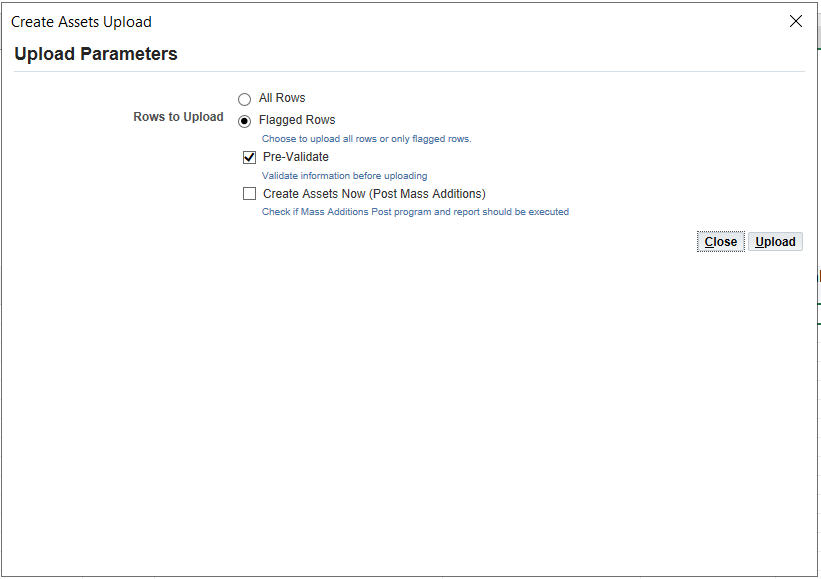 Create Assets Upload
Upload Parameters
All Rows
Rows to Upload
Flagged Rows
Choose to upload all rows or only flagged rows.
Pre-Validate
Validate information before uploading
Create Assets Now (Post Mass Additions)
Check if Mass Additions Post program and report should be executed
Close Upload